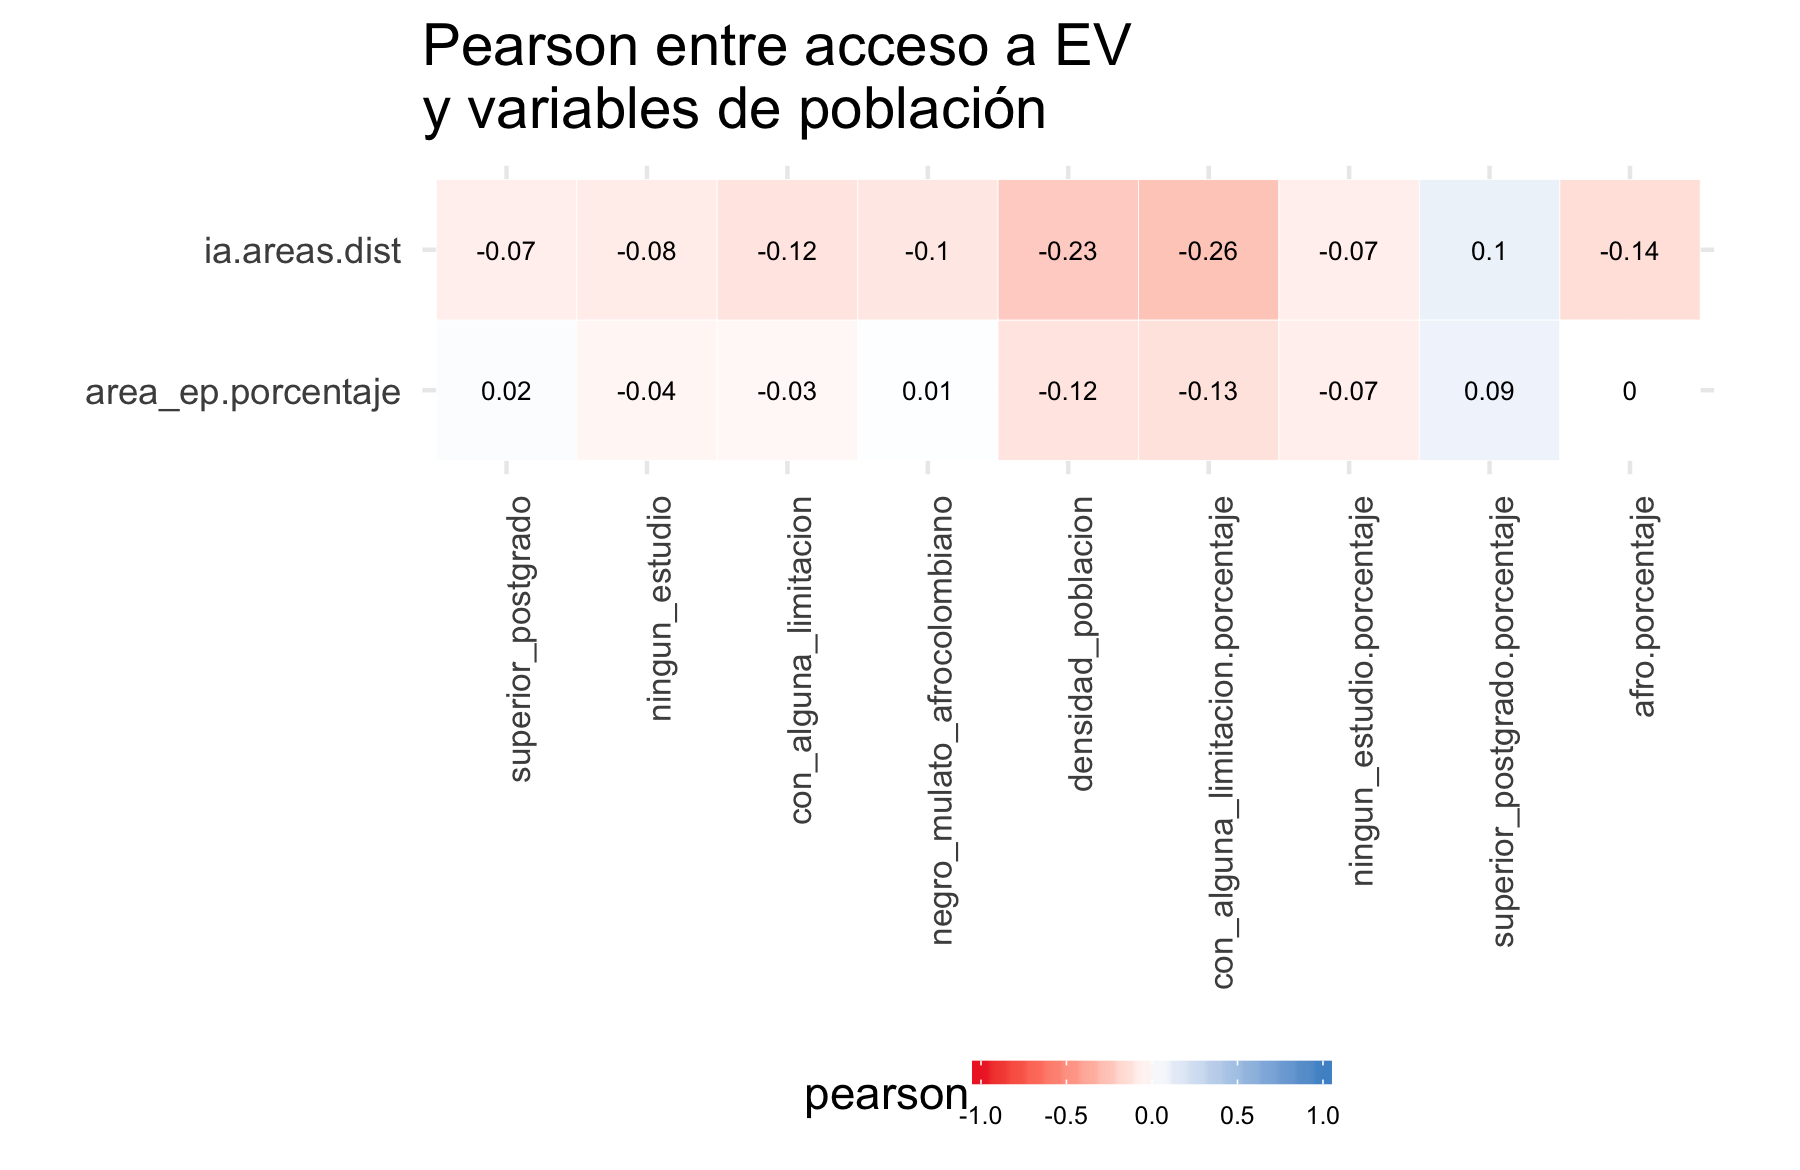 Pearson entre acceso a EV
y variables de población
ia.areas.dist
-0.07 -0.08 -0.12 -0.1 -0.23 -0.26 -0.07 0.1 -0.14
area_ep.porcentaje
0.02 -0.04 -0.03 0.01 -0.12 -0.13 -0.07 0.09 0
superior_postgrado
ningun_estudio
con_alguna_limitacion
negro_mulato_afrocolombiano
densidad_poblacion
con_alguna_limitacion.porcentaje
ningun_estudio.porcentaje
superior_postgrado.porcentaje
afro.porcentaje
pearson
-1.0 -0.5 0.0 0.5 1.0